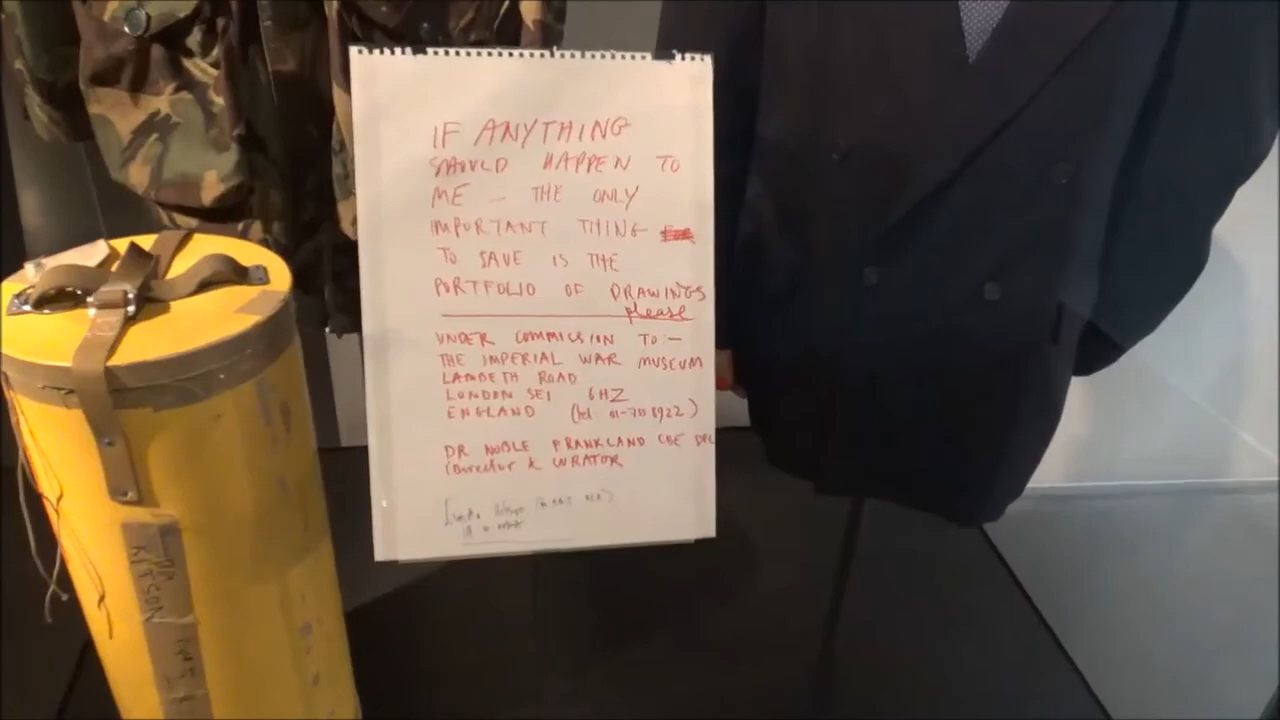 IF ANYTHING
SHOULD HAPPEN TO
ME - THE ONLY
IMPORTANT THING
TO SAVE IS THE
PORTFOLIO OF DRAWINGS
please
UNDER COMMISSION TO :-
THE IMPERIAL WAR MUSEUM
LAMBETH ROAD
LONDON SE1 6HZ
ENGLAND (tel: 01-735 8922)
DR NOBLE FRANKLAND CBE DFC
(Director &
KITSON